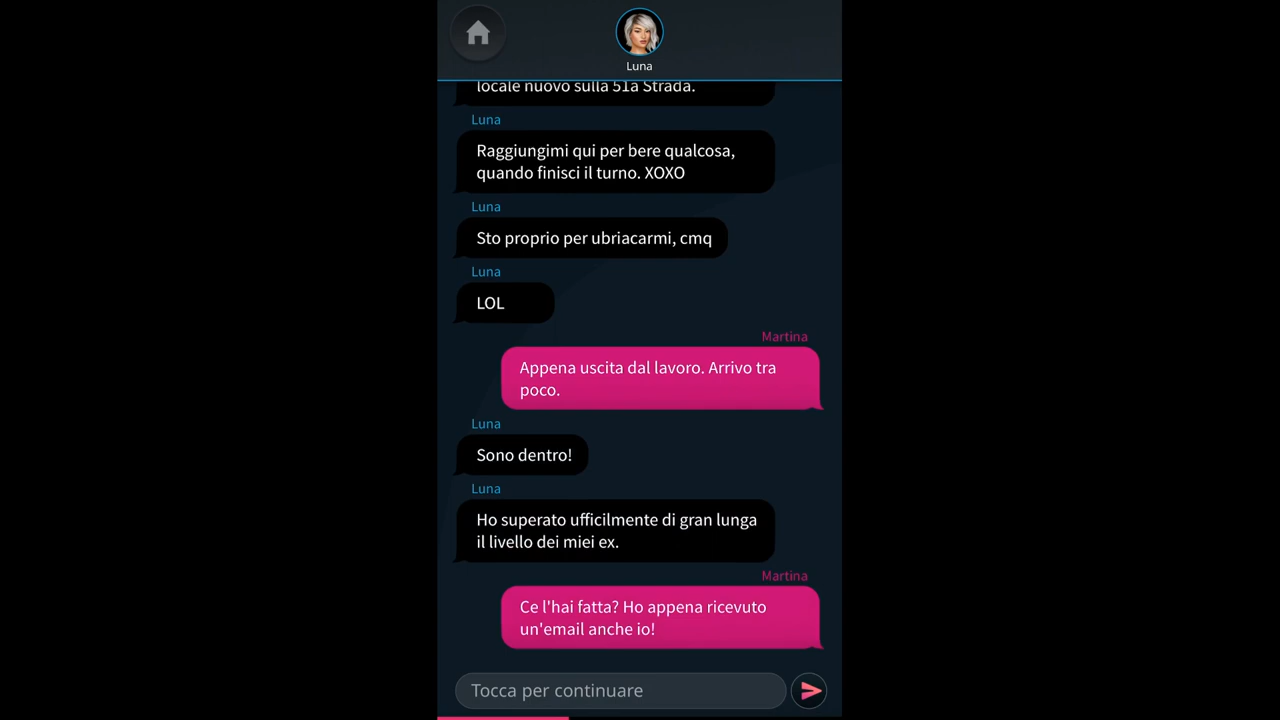 Luna
locale nuovo sulla 51a Strada.
Luna
Raggiungimi qui per bere qualcosa,
quando finisci il turno. XOXO
Luna
Sto proprio per ubriacarmi, cmq
Luna
LOL
Martina
Appena uscita dal lavoro. Arrivo tra
poco.
Luna
Sono dentro!
Luna
Ho superato ufficilmente di gran lunga
il livello dei miei ex.
Martina
Ce l'hai fatta? Ho appena ricevuto
un'email anche io!
Tocca per continuare